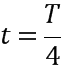 t = T/4